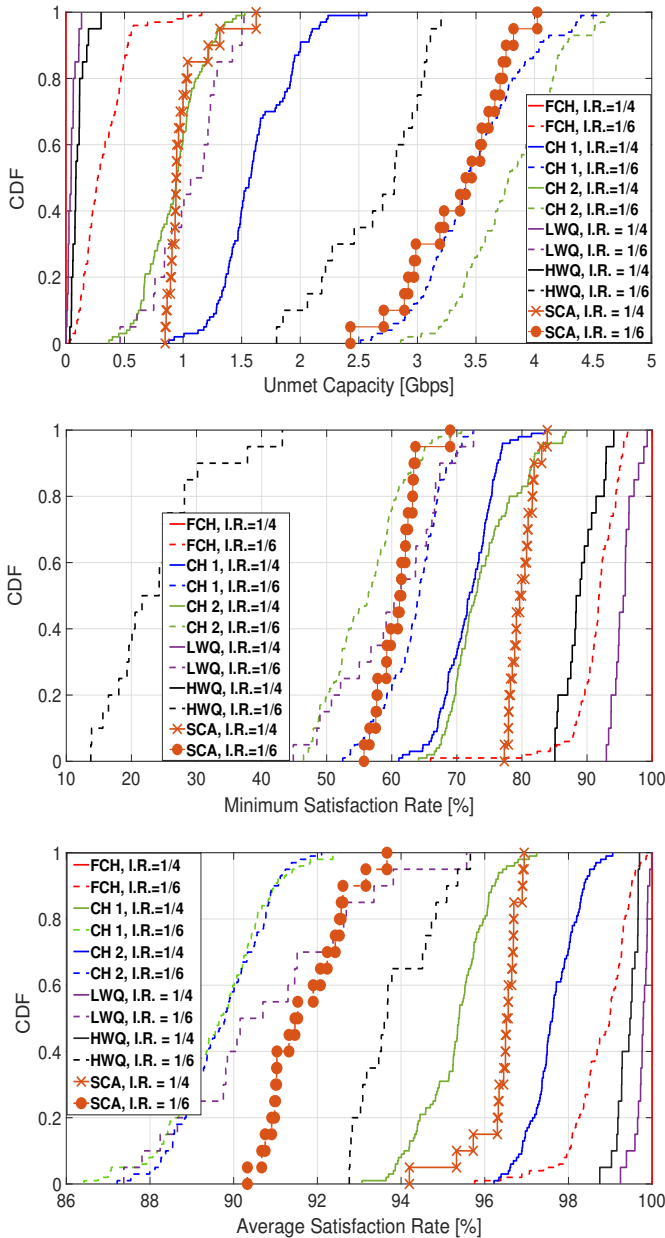 1
0.8
0.6
0.4
0.2
0
CDF
0 0.5 1 1.5 2 2.5 3 3.5 4 4.5 5
Unmet Capacity [Gbps]
FCH, I.R.=1/4
FCH, I.R.=1/6
CH 1, I.R.=1/4
CH 1, I.R.=1/6
CH 2, I.R.=1/4
CH 2, I.R.=1/6
LWQ, I.R. = 1/4
LWQ, I.R. = 1/6
HWQ, I.R. = 1/4
HWQ, I.R. = 1/6
SCA, I.R. = 1/4
SCA, I.R. = 1/6
1
0.8
0.6
0.4
0.2
0
CDF
10 20 30 40 50 60 70 80 90 100
Minimum Satisfaction Rate [%]
FCH, I.R.=1/4
FCH, I.R.=1/6
CH 1, I.R.=1/4
CH 1, I.R.=1/6
CH 2, I.R.=1/4
CH 2, I.R.=1/6
LWQ, I.R.=1/4
LWQ, I.R.=1/6
HWQ, I.R.=1/4
HWQ, I.R.=1/6
SCA, I.R.=1/4
SCA, I.R.=1/6
1
0.8
0.6
0.4
0.2
0
CDF
86 88 90 92 94 96 98 100
Average Satisfaction Rate [%]
FCH, I.R.=1/4
FCH, I.R.=1/6
CH 1, I.R.=1/4
CH 1, I.R.=1/6
CH 2, I.R.=1/4
CH 2, I.R.=1/6
LWQ, I.R. = 1/4
LWQ, I.R. = 1/6
HWQ, I.R. = 1/4
HWQ, I.R. = 1/6
SCA, I.R. = 1/4
SCA, I.R. = 1/6